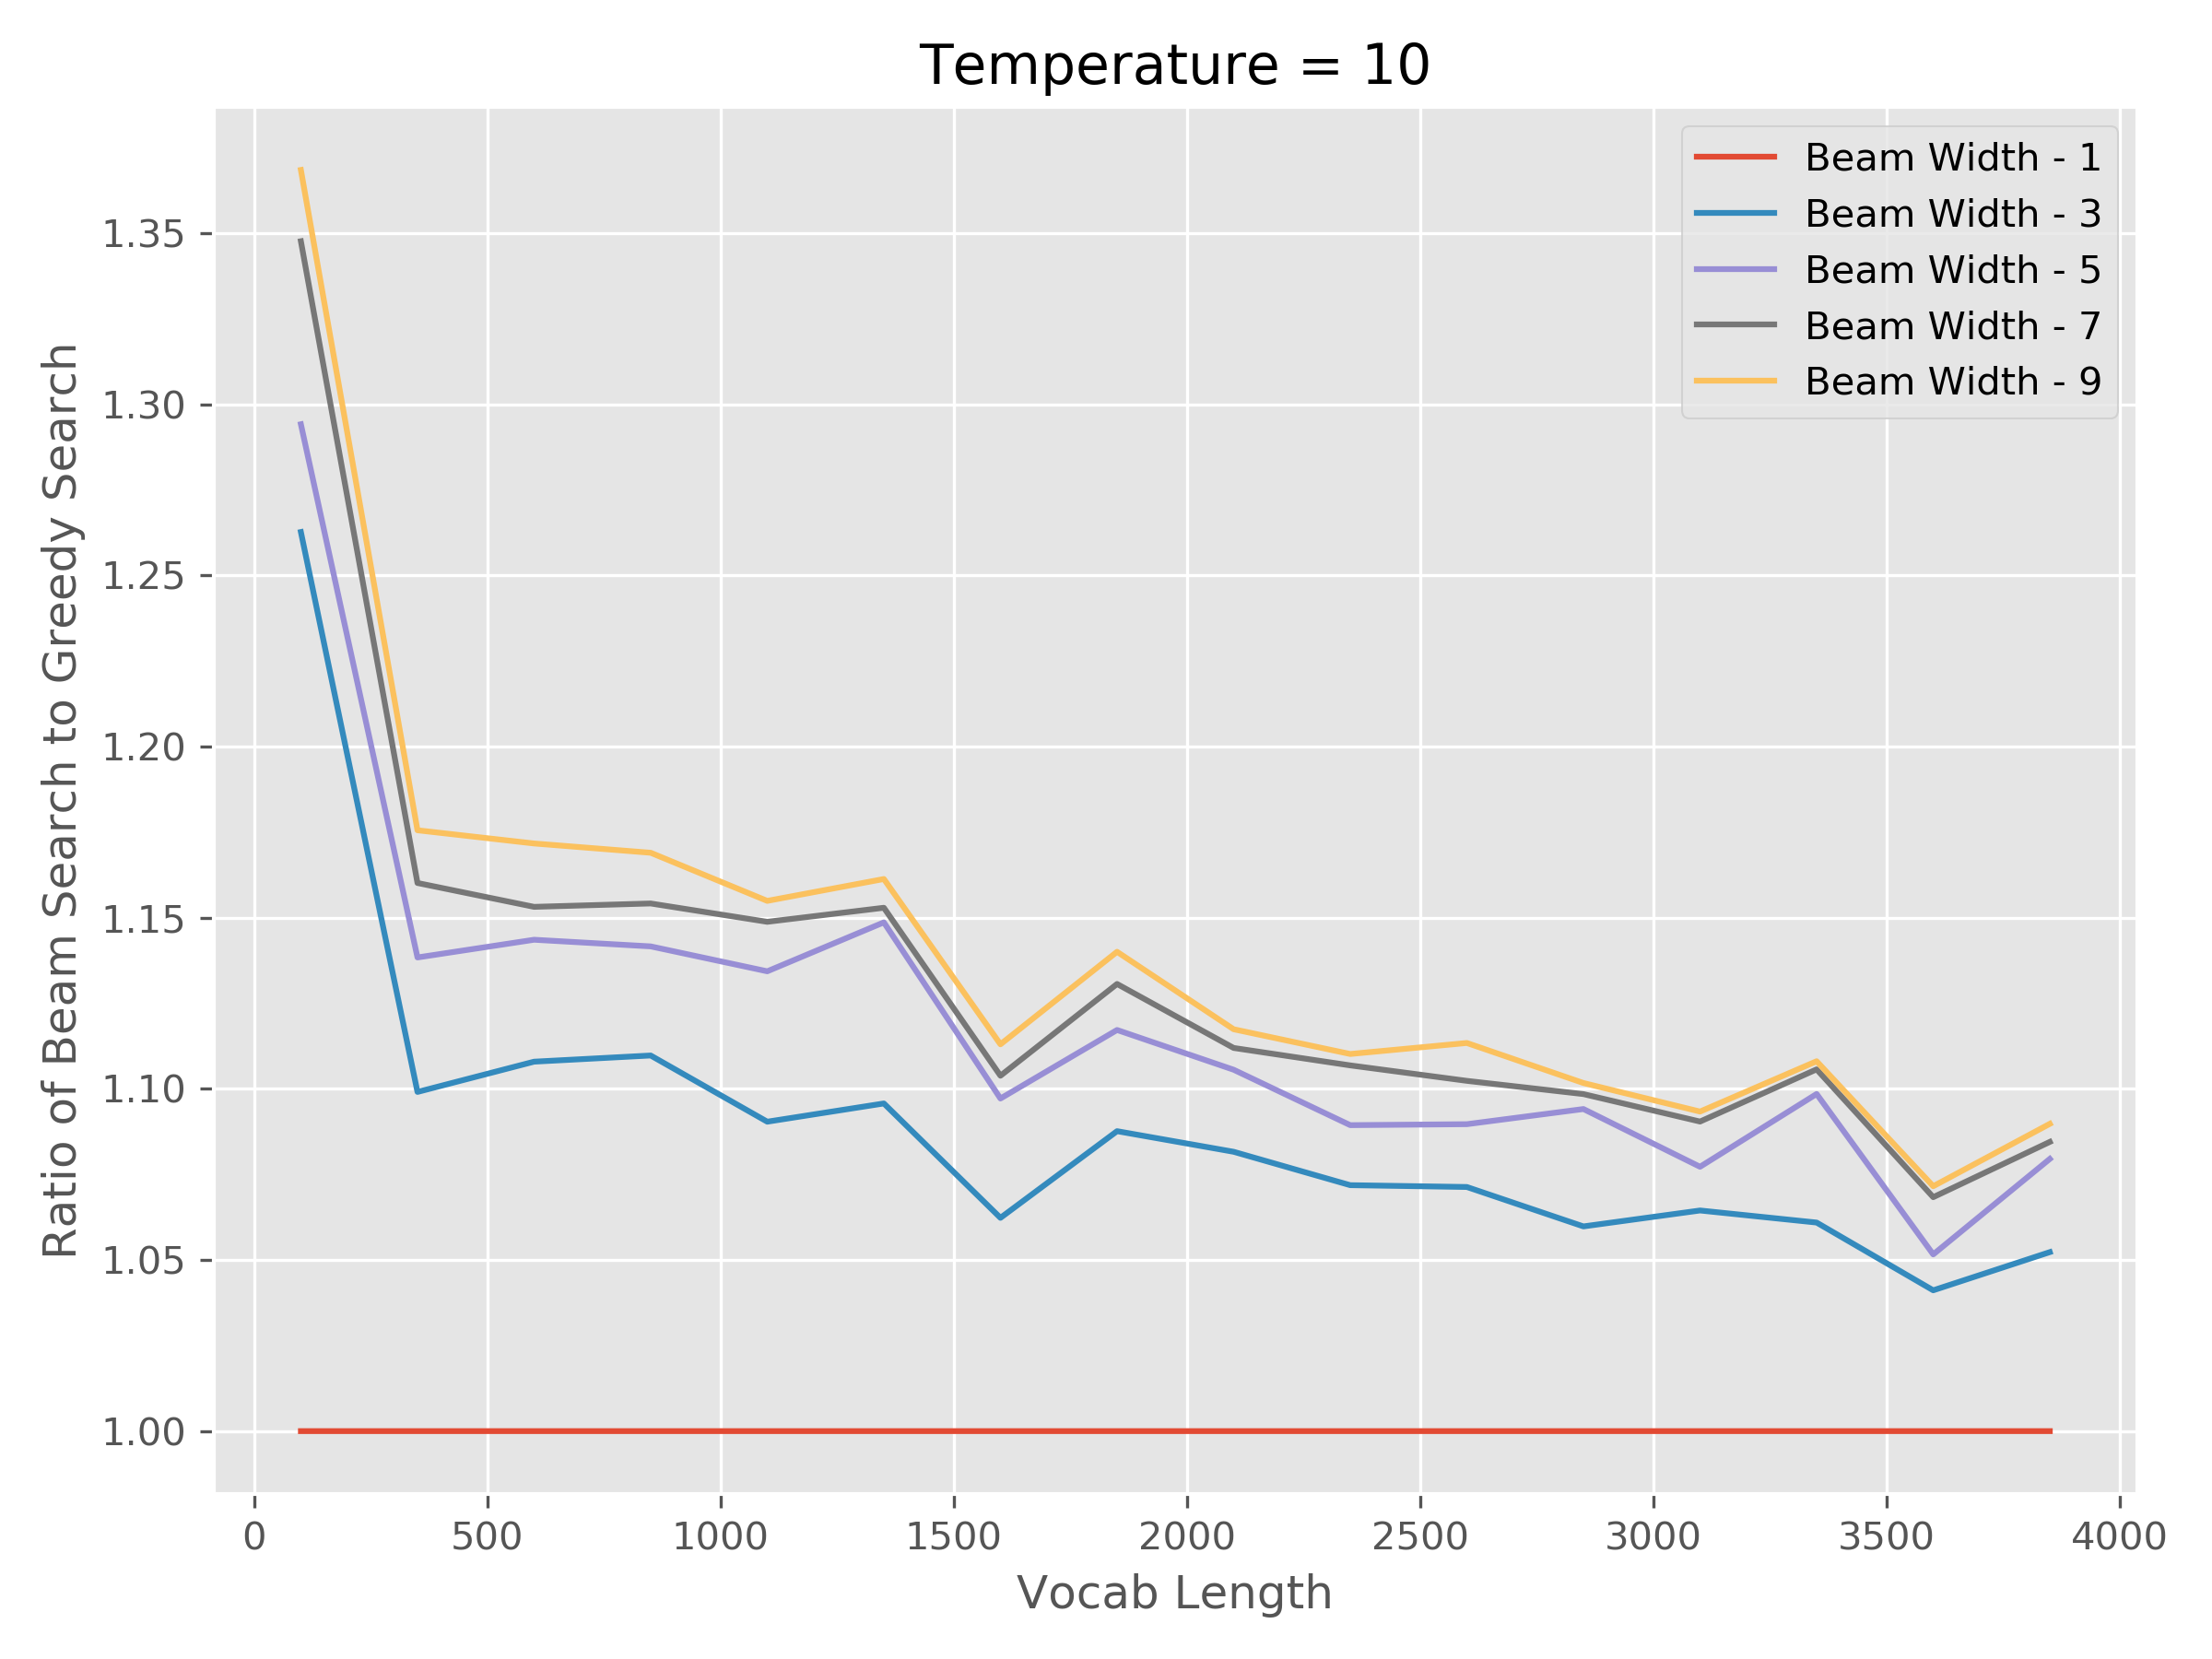 Temperature = 10
Beam Width - 1
Beam Width - 3
Beam Width - 5
Beam Width - 7
Beam Width - 9
Ratio of Beam Search to Greedy Search
1.35
1.30
1.25
1.20
1.15
1.10
1.05
1.00
0 500 1000 1500 2000 2500 3000 3500 4000
Vocab Length